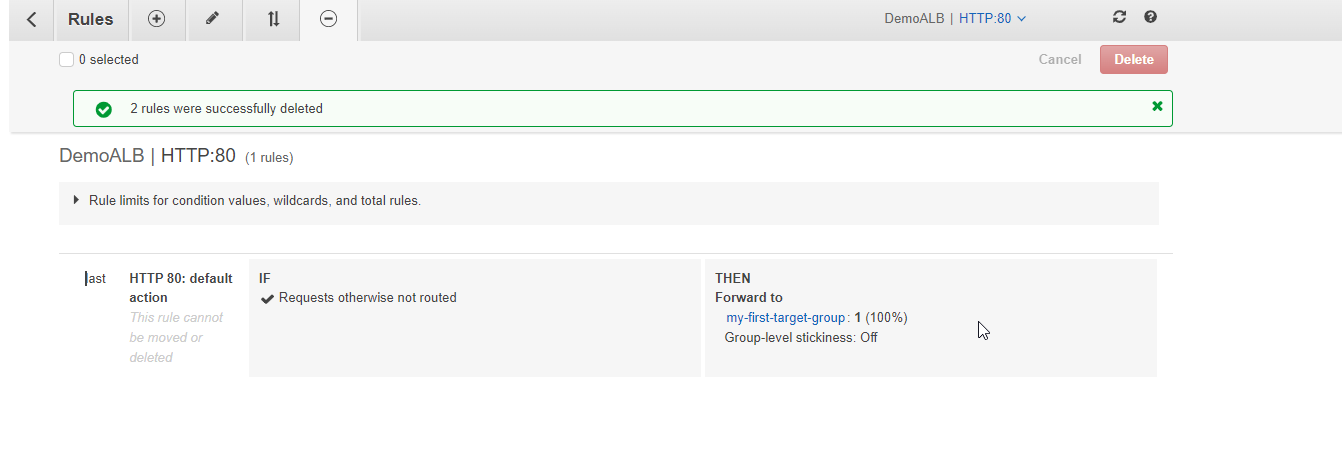 Rules
DemoALB | HTTP:80
0 selected
Cancel
Delete
2 rules were successfully deleted
DemoALB | HTTP:80 (1 rules)
Rule limits for condition values, wildcards, and total rules.
last
HTTP 80: default
action
This rule cannot
be moved or
deleted
IF
Requests otherwise not routed
THEN
Forward to
my-first-target-group: 1 (100%)
Group-level stickiness: Off